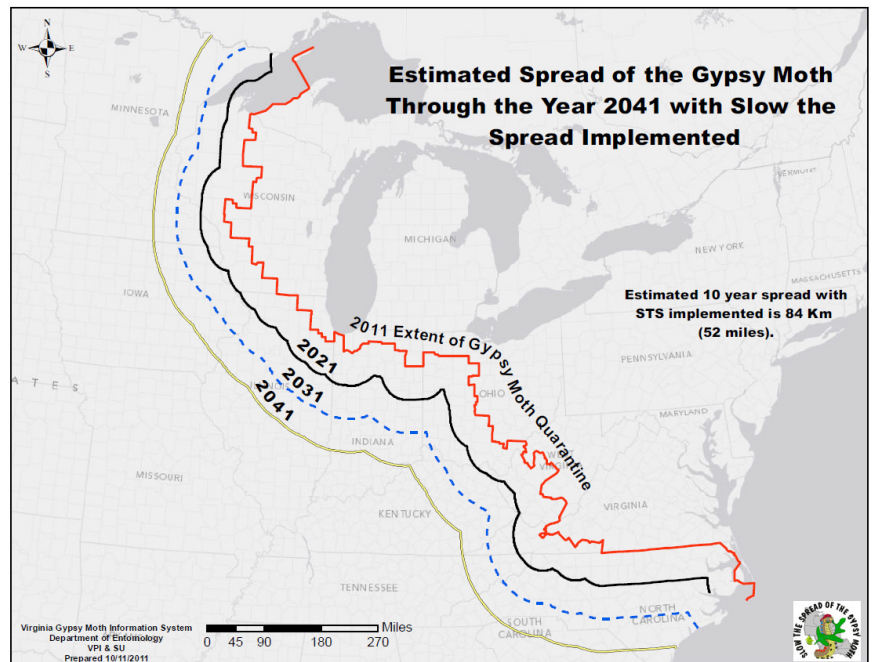 N
W E
S
Estimated Spread of the Gypsy Moth
Through the Year 2041 with Slow the
Spread Implemented
MINNESOTA
WISCONSIN
MICHIGAN
VERMONT
NEW YORK
MASSACHUSETTS
IOWA
Estimated 10 year spread with
STS implemented is 84 Km
(52 miles).
2011 Extent of Gypsy Moth Quarantine
2021
2031
2041
PENNSYLVANIA
OHIO
MARYLAND
A T E S
INDIANA
MISSOURI
VIRGINIA
KENTUCKY
TENNESSEE
NORTH
CAROLINA
SOUTH
CAROLINA
Virginia Gypsy Moth Information System
Department of Entomology
VPI & SU
Prepared 10/11/2011
Miles
0 45 90 180 270
SLOW THE SPREAD OF THE GYPSY MOTH